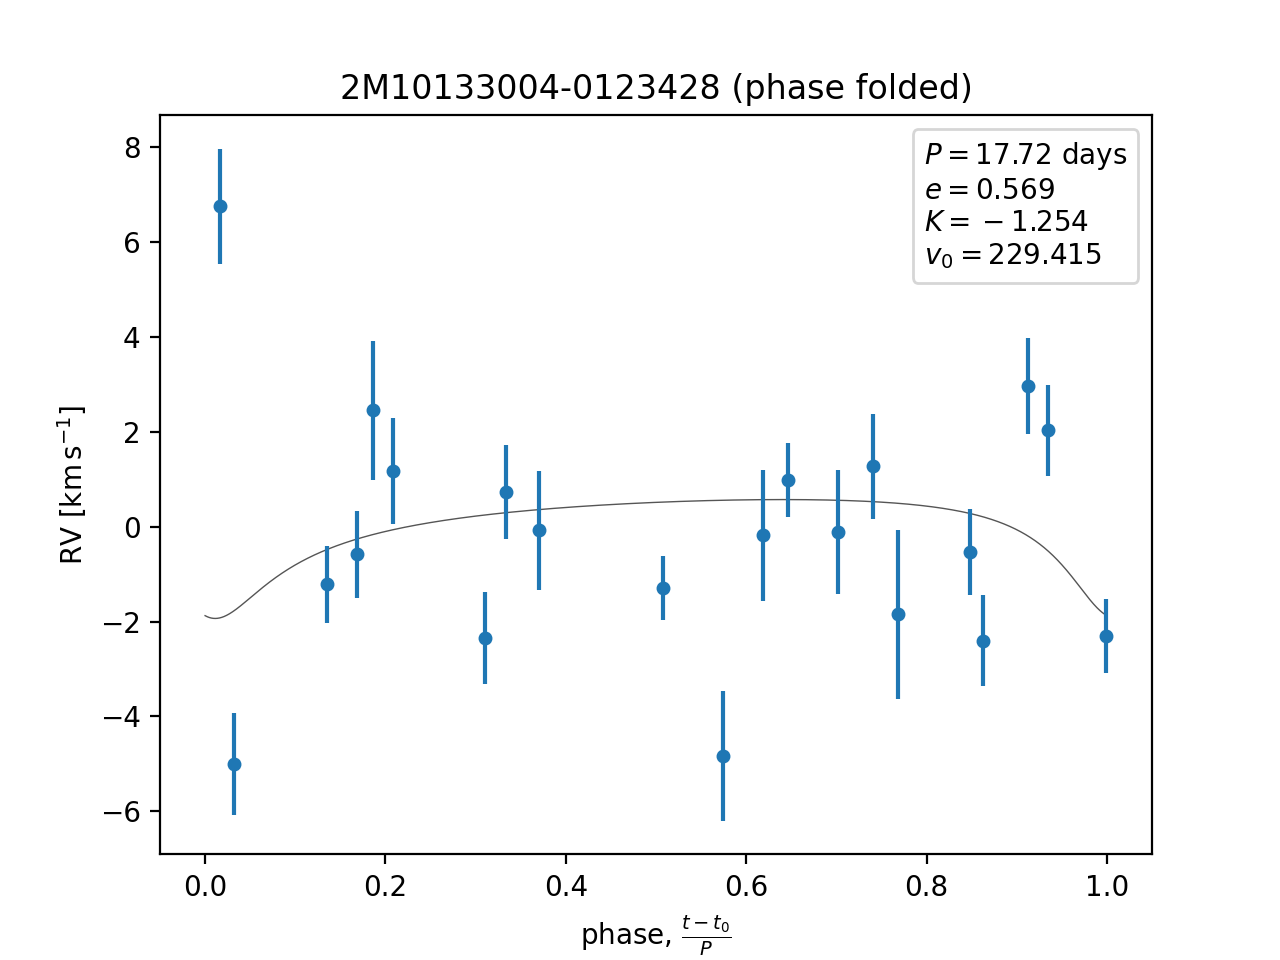 2M10133004-0123428 (phase folded)
P = 17.72 days
e = 0.569
K = −1.254
v₀ = 229.415
8
6
4
2
0
−2
−4
−6
RV [km s⁻¹]
0.0 0.2 0.4 0.6 0.8 1.0
phase, (t − t₀)/P